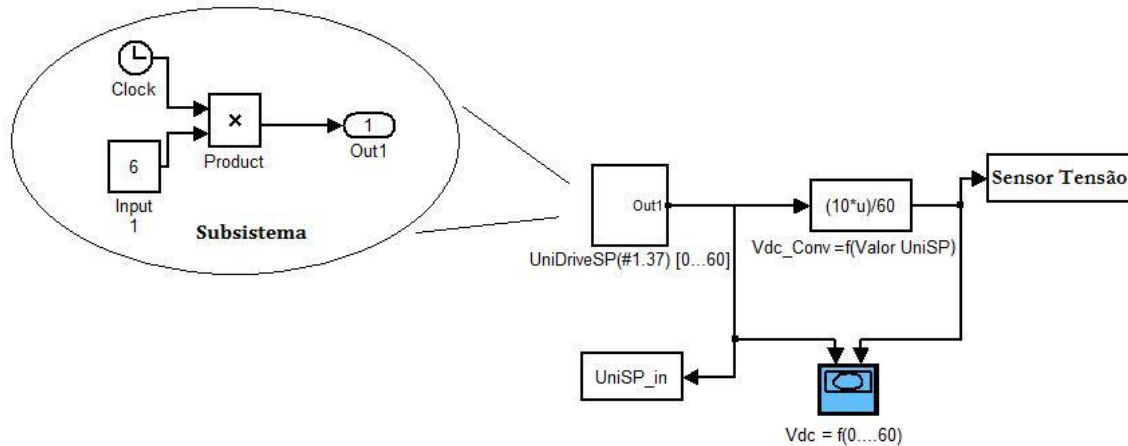 Clock
×
6
Product
1
Out1
Input
1
Subsistema
Out1
UniDriveSP(#1.37) [0...60]
(10*u)/60
Vdc_Conv =f(Valor UniSP)
Sensor Tensão
UniSP_in
Vdc = f(0....60)